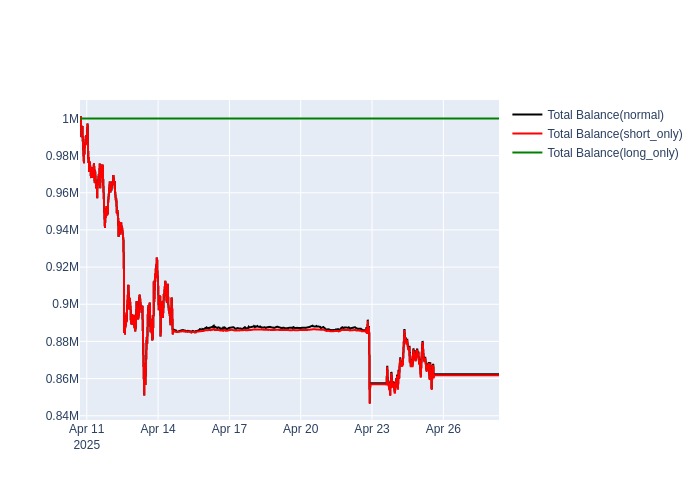 1M
0.98M
0.96M
0.94M
0.92M
0.9M
0.88M
0.86M
0.84M
Apr 11
2025
Apr 14
Apr 17
Apr 20
Apr 23
Apr 26
Total Balance(normal)
Total Balance(short_only)
Total Balance(long_only)